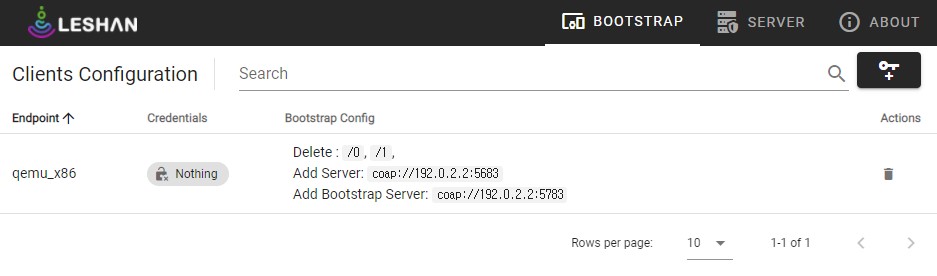 LESHAN
BOOTSTRAP
SERVER
ABOUT
Clients Configuration
Search
Endpoint
Credentials
Bootstrap Config
Actions
qemu_x86
Nothing
Delete : /0, /1,
Add Server: coap://192.0.2.2:5683
Add Bootstrap Server: coap://192.0.2.2:5783
Rows per page:
10
1-1 of 1